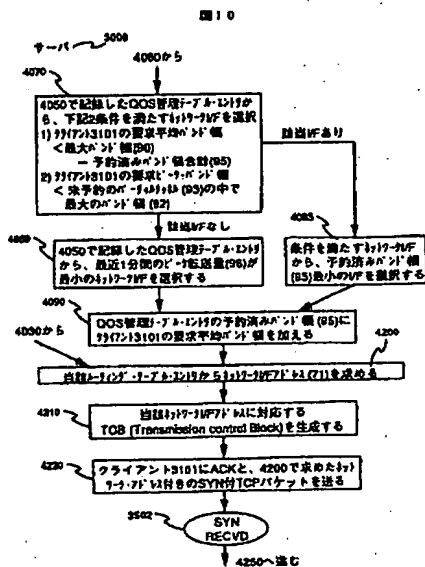 図10
サーバ 3000
4060から
4070
4050で記録したQOS管理テーブル・エントリ
から、下記2条件を満たすネットワークI/Fを選択
1) クライアント3101の要求平均バンド幅
<最大バンド幅(90)
－予約済みバンド幅合計(95)
2) クライアント3101の要求ピークバンド幅
<未予約のバーチャルチャネル(93)の中で
最大のバンド幅(92)
該当I/Fあり
該当I/Fなし
4050で記録したQOS管理テーブル・エントリ
から、最近1分間のピーク転送量(96)が
最小のネットワークI/Fを選択する
条件を満たすネットワークI/F
から、予約済みバンド幅
最小のI/Fを選択する
4090
QOS管理テーブル・エントリの予約済みバンド幅(95)に
クライアント3101の要求平均バンド幅を加える
4030から
4200
当該ルーティング・テーブル・エントリからネットワークI/Fアドレス(71)を求める
4210
当該ネットワークI/Fアドレスに対応する
TCB (Transmission control Block)を生成する
4220
クライアント3101にACKと、4200で求めたネット
ワーク・アドレス付きのSYN付TCPパケットを送る
3502
SYN
RECVD
4250へ進む